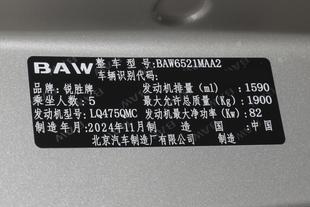 BAW 整车型号:BAW6521MAA2
车辆识别代码:
品牌:锐胜牌 发动机排量(ml):1590
乘坐人数:5 最大允许总质量(Kg):1900
发动机型号:LQ475QMC 发动机最大净功率(Kw):82
制造年月:2024年11月 制造国:中国
北京汽车制造厂有限公司